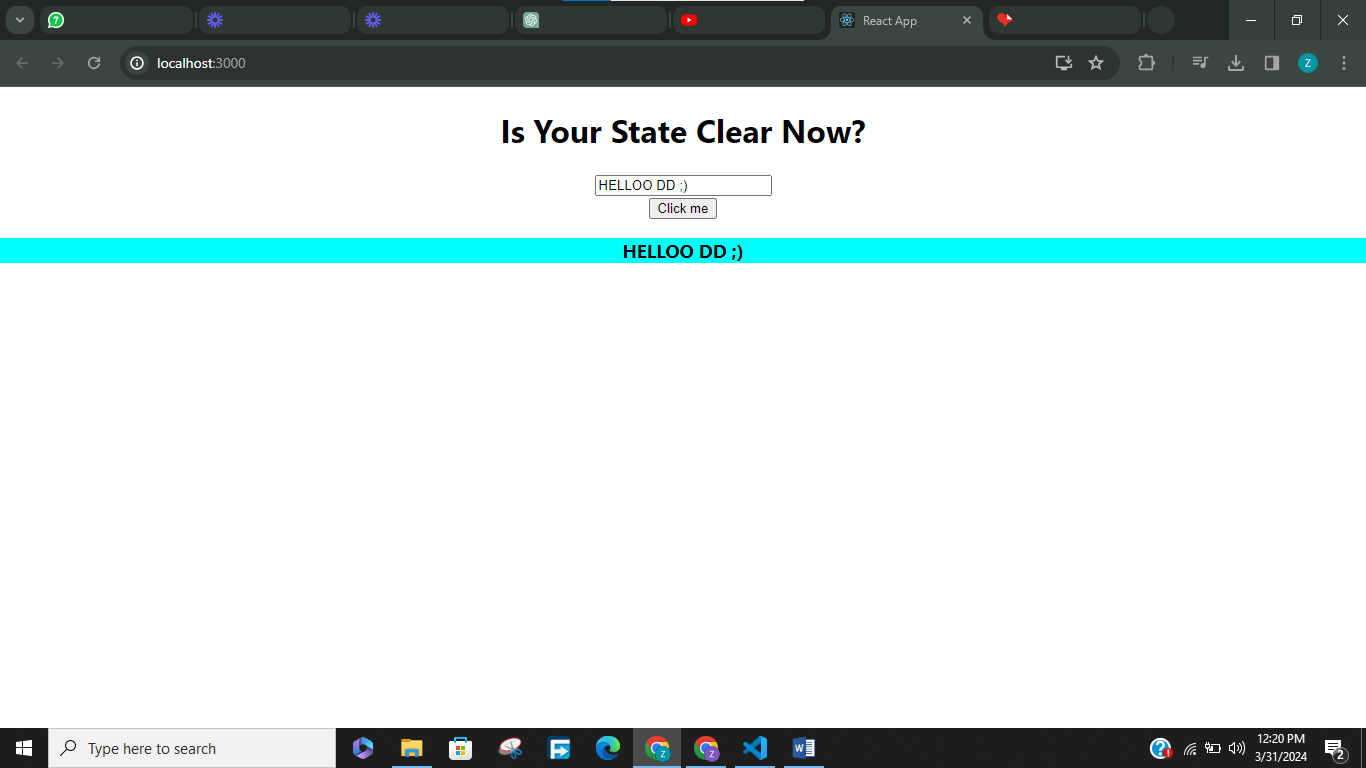 7
React App
localhost:3000
Z
Is Your State Clear Now?
HELLOO DD ;)
Click me
HELLOO DD ;)
Type here to search
Z
Z
12:20 PM
3/31/2024
2